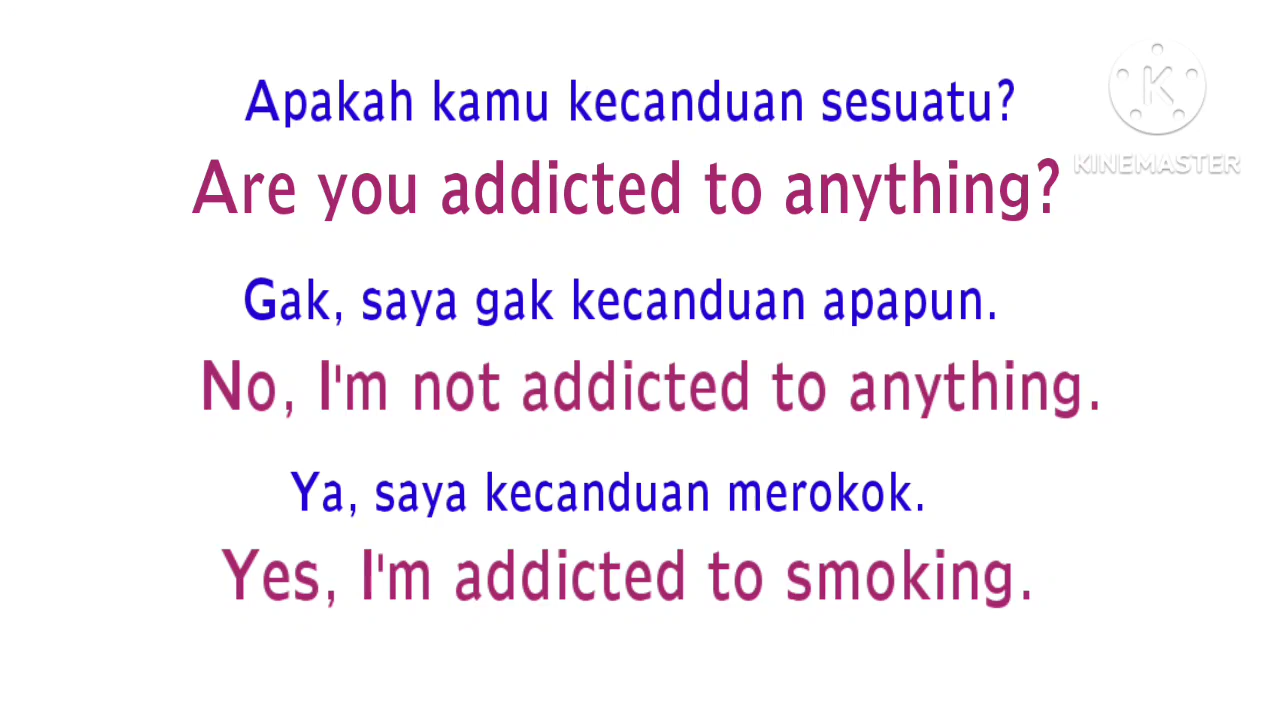 Apakah kamu kecanduan sesuatu?
Are you addicted to anything?
Gak, saya gak kecanduan apapun.
No, I'm not addicted to anything.
Ya, saya kecanduan merokok.
Yes, I'm addicted to smoking.
K
KINEMASTER